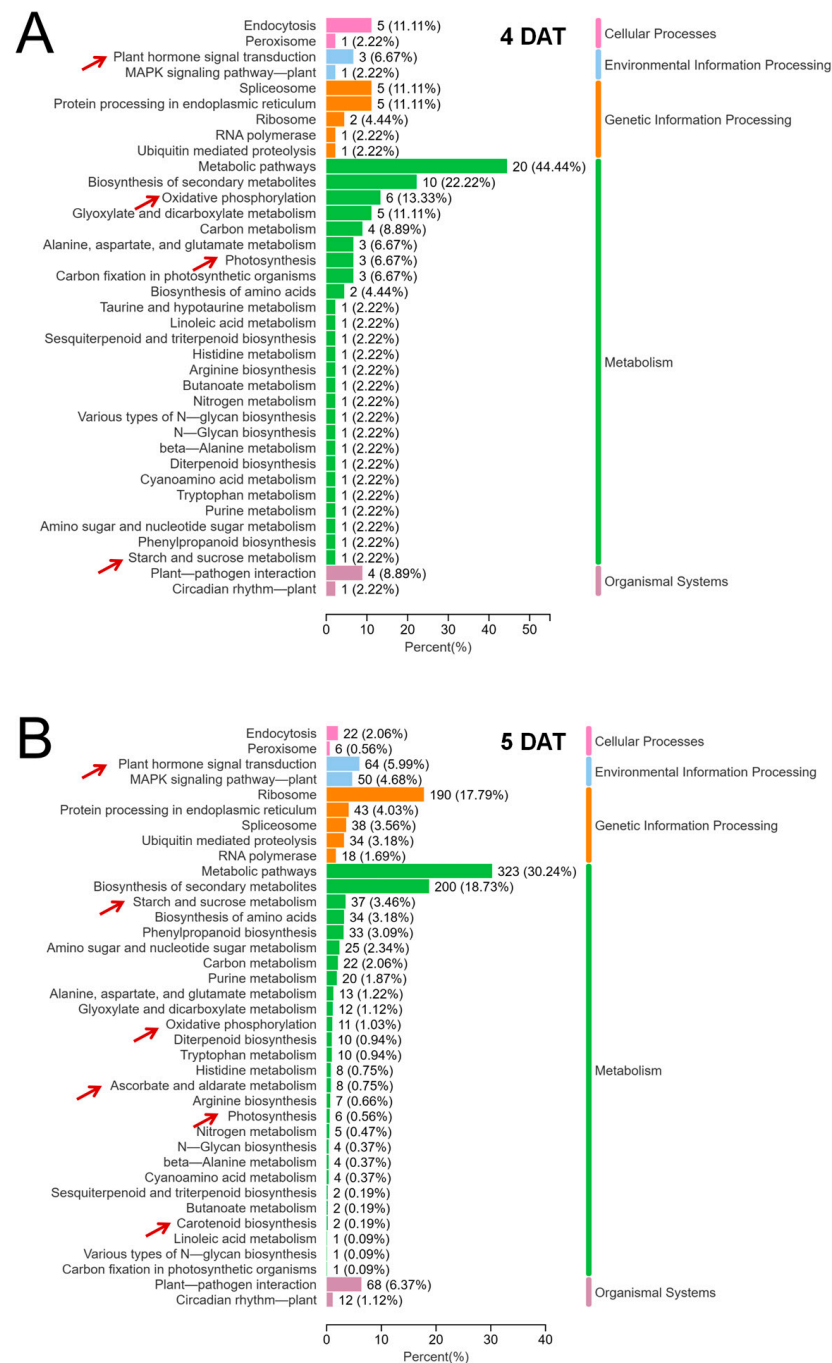 A
4 DAT
Endocytosis 5 (11.11%)
Peroxisome 1 (2.22%)
Cellular Processes
Plant hormone signal transduction 3 (6.67%)
MAPK signaling pathway—plant 1 (2.22%)
Environmental Information Processing
Spliceosome 5 (11.11%)
Protein processing in endoplasmic reticulum 5 (11.11%)
Ribosome 2 (4.44%)
RNA polymerase 1 (2.22%)
Ubiquitin mediated proteolysis 1 (2.22%)
Genetic Information Processing
Metabolic pathways 20 (44.44%)
Biosynthesis of secondary metabolites 10 (22.22%)
Oxidative phosphorylation 6 (13.33%)
Glyoxylate and dicarboxylate metabolism 5 (11.11%)
Carbon metabolism 4 (8.89%)
Alanine, aspartate, and glutamate metabolism 3 (6.67%)
Photosynthesis 3 (6.67%)
Carbon fixation in photosynthetic organisms 3 (6.67%)
Biosynthesis of amino acids 2 (4.44%)
Taurine and hypotaurine metabolism 1 (2.22%)
Linoleic acid metabolism 1 (2.22%)
Sesquiterpenoid and triterpenoid biosynthesis 1 (2.22%)
Histidine metabolism 1 (2.22%)
Arginine biosynthesis 1 (2.22%)
Butanoate metabolism 1 (2.22%)
Nitrogen metabolism 1 (2.22%)
Various types of N—glycan biosynthesis 1 (2.22%)
N—Glycan biosynthesis 1 (2.22%)
beta—Alanine metabolism 1 (2.22%)
Diterpenoid biosynthesis 1 (2.22%)
Cyanoamino acid metabolism 1 (2.22%)
Tryptophan metabolism 1 (2.22%)
Purine metabolism 1 (2.22%)
Amino sugar and nucleotide sugar metabolism 1 (2.22%)
Phenylpropanoid biosynthesis 1 (2.22%)
Starch and sucrose metabolism 1 (2.22%)
Metabolism
Plant—pathogen interaction 4 (8.89%)
Circadian rhythm—plant 1 (2.22%)
Organismal Systems
0 10 20 30 40 50
Percent(%)
B
5 DAT
Endocytosis 22 (2.06%)
Peroxisome 6 (0.56%)
Cellular Processes
Plant hormone signal transduction 64 (5.99%)
MAPK signaling pathway—plant 50 (4.68%)
Environmental Information Processing
Ribosome 190 (17.79%)
Protein processing in endoplasmic reticulum 43 (4.03%)
Spliceosome 38 (3.56%)
Ubiquitin mediated proteolysis 34 (3.18%)
RNA polymerase 18 (1.69%)
Genetic Information Processing
Metabolic pathways 323 (30.24%)
Biosynthesis of secondary metabolites 200 (18.73%)
Starch and sucrose metabolism 37 (3.46%)
Biosynthesis of amino acids 34 (3.18%)
Phenylpropanoid biosynthesis 33 (3.09%)
Amino sugar and nucleotide sugar metabolism 25 (2.34%)
Carbon metabolism 22 (2.06%)
Purine metabolism 20 (1.87%)
Alanine, aspartate, and glutamate metabolism 13 (1.22%)
Glyoxylate and dicarboxylate metabolism 12 (1.12%)
Oxidative phosphorylation 11 (1.03%)
Diterpenoid biosynthesis 10 (0.94%)
Tryptophan metabolism 10 (0.94%)
Histidine metabolism 8 (0.75%)
Ascorbate and aldarate metabolism 8 (0.75%)
Arginine biosynthesis 7 (0.66%)
Photosynthesis 6 (0.56%)
Nitrogen metabolism 5 (0.47%)
N—Glycan biosynthesis 4 (0.37%)
beta—Alanine metabolism 4 (0.37%)
Cyanoamino acid metabolism 4 (0.37%)
Sesquiterpenoid and triterpenoid biosynthesis 2 (0.19%)
Butanoate metabolism 2 (0.19%)
Carotenoid biosynthesis 2 (0.19%)
Linoleic acid metabolism 1 (0.09%)
Various types of N—glycan biosynthesis 1 (0.09%)
Carbon fixation in photosynthetic organisms 1 (0.09%)
Metabolism
Plant—pathogen interaction 68 (6.37%)
Circadian rhythm—plant 12 (1.12%)
Organismal Systems
0 10 20 30 40
Percent(%)